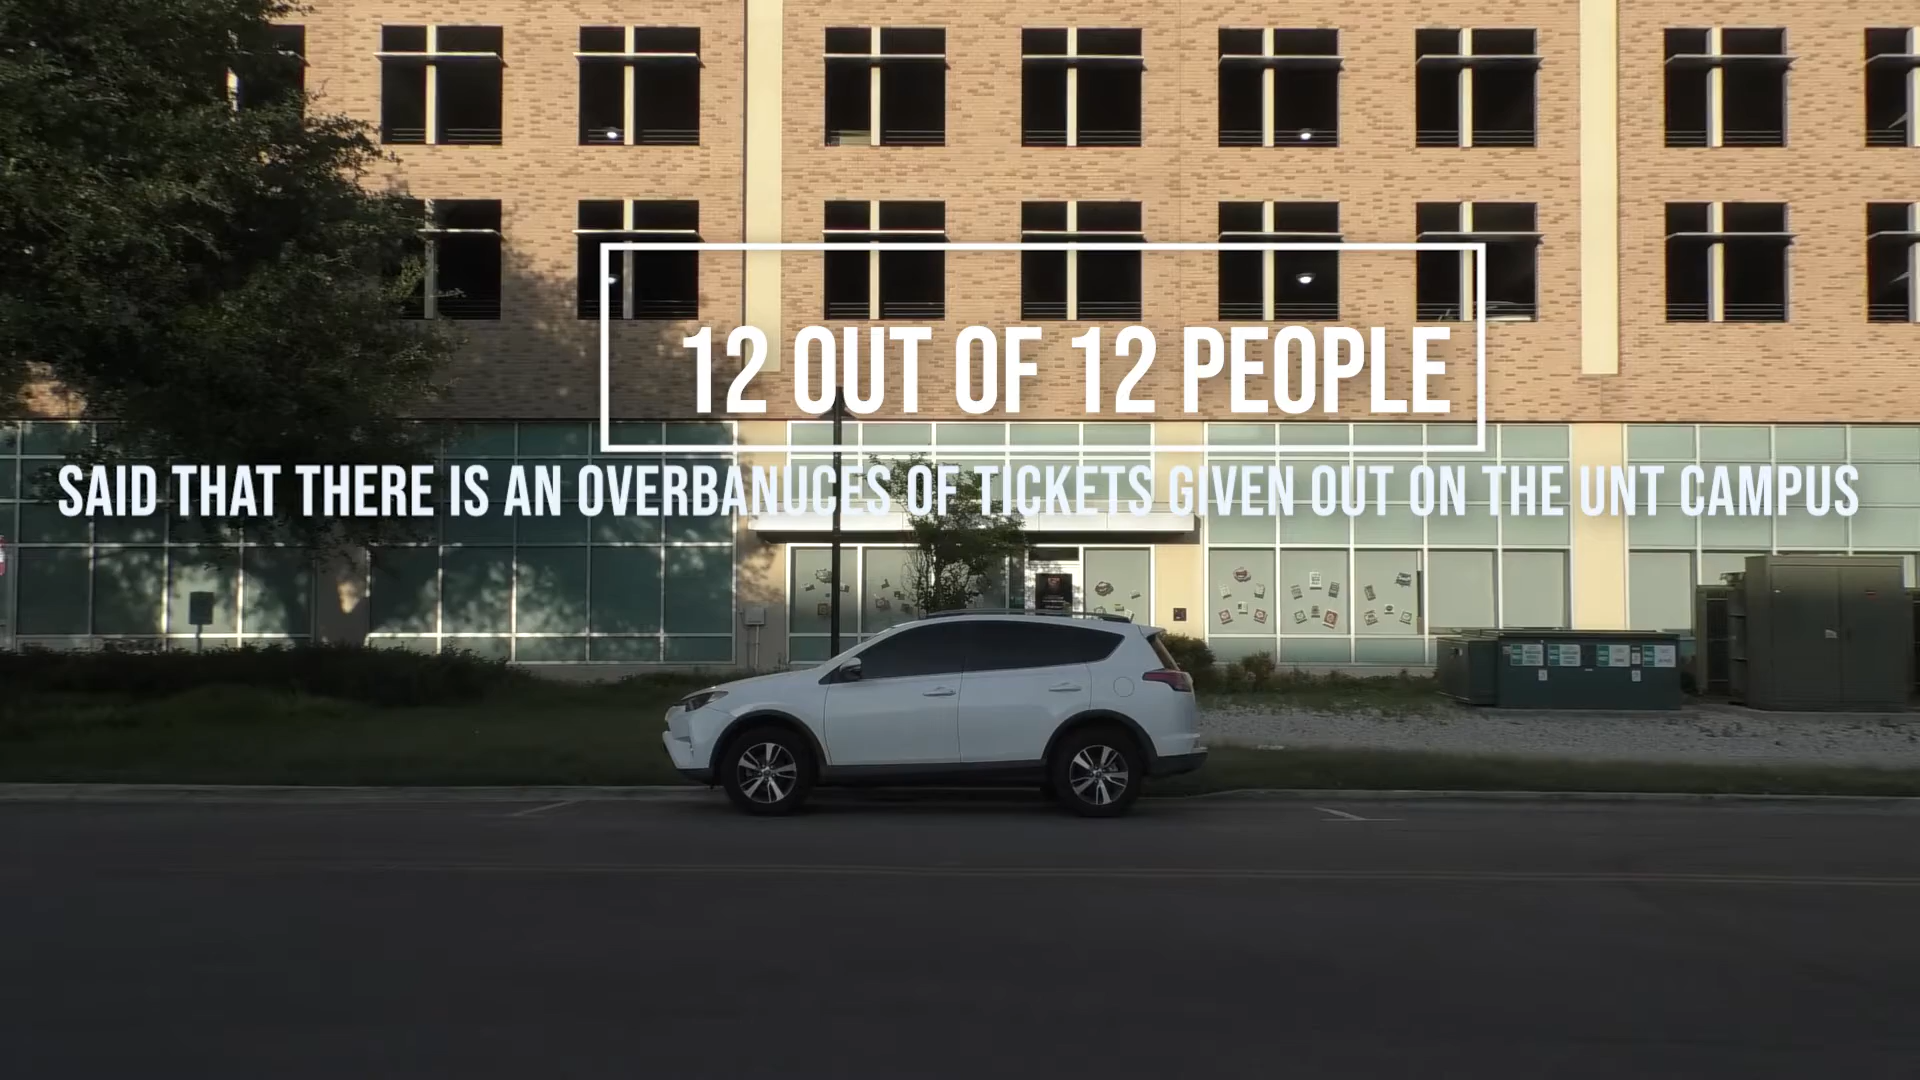 12 OUT OF 12 PEOPLE
SAID THAT THERE IS AN OVERBANUCES OF TICKETS GIVEN OUT ON THE UNT CAMPUS